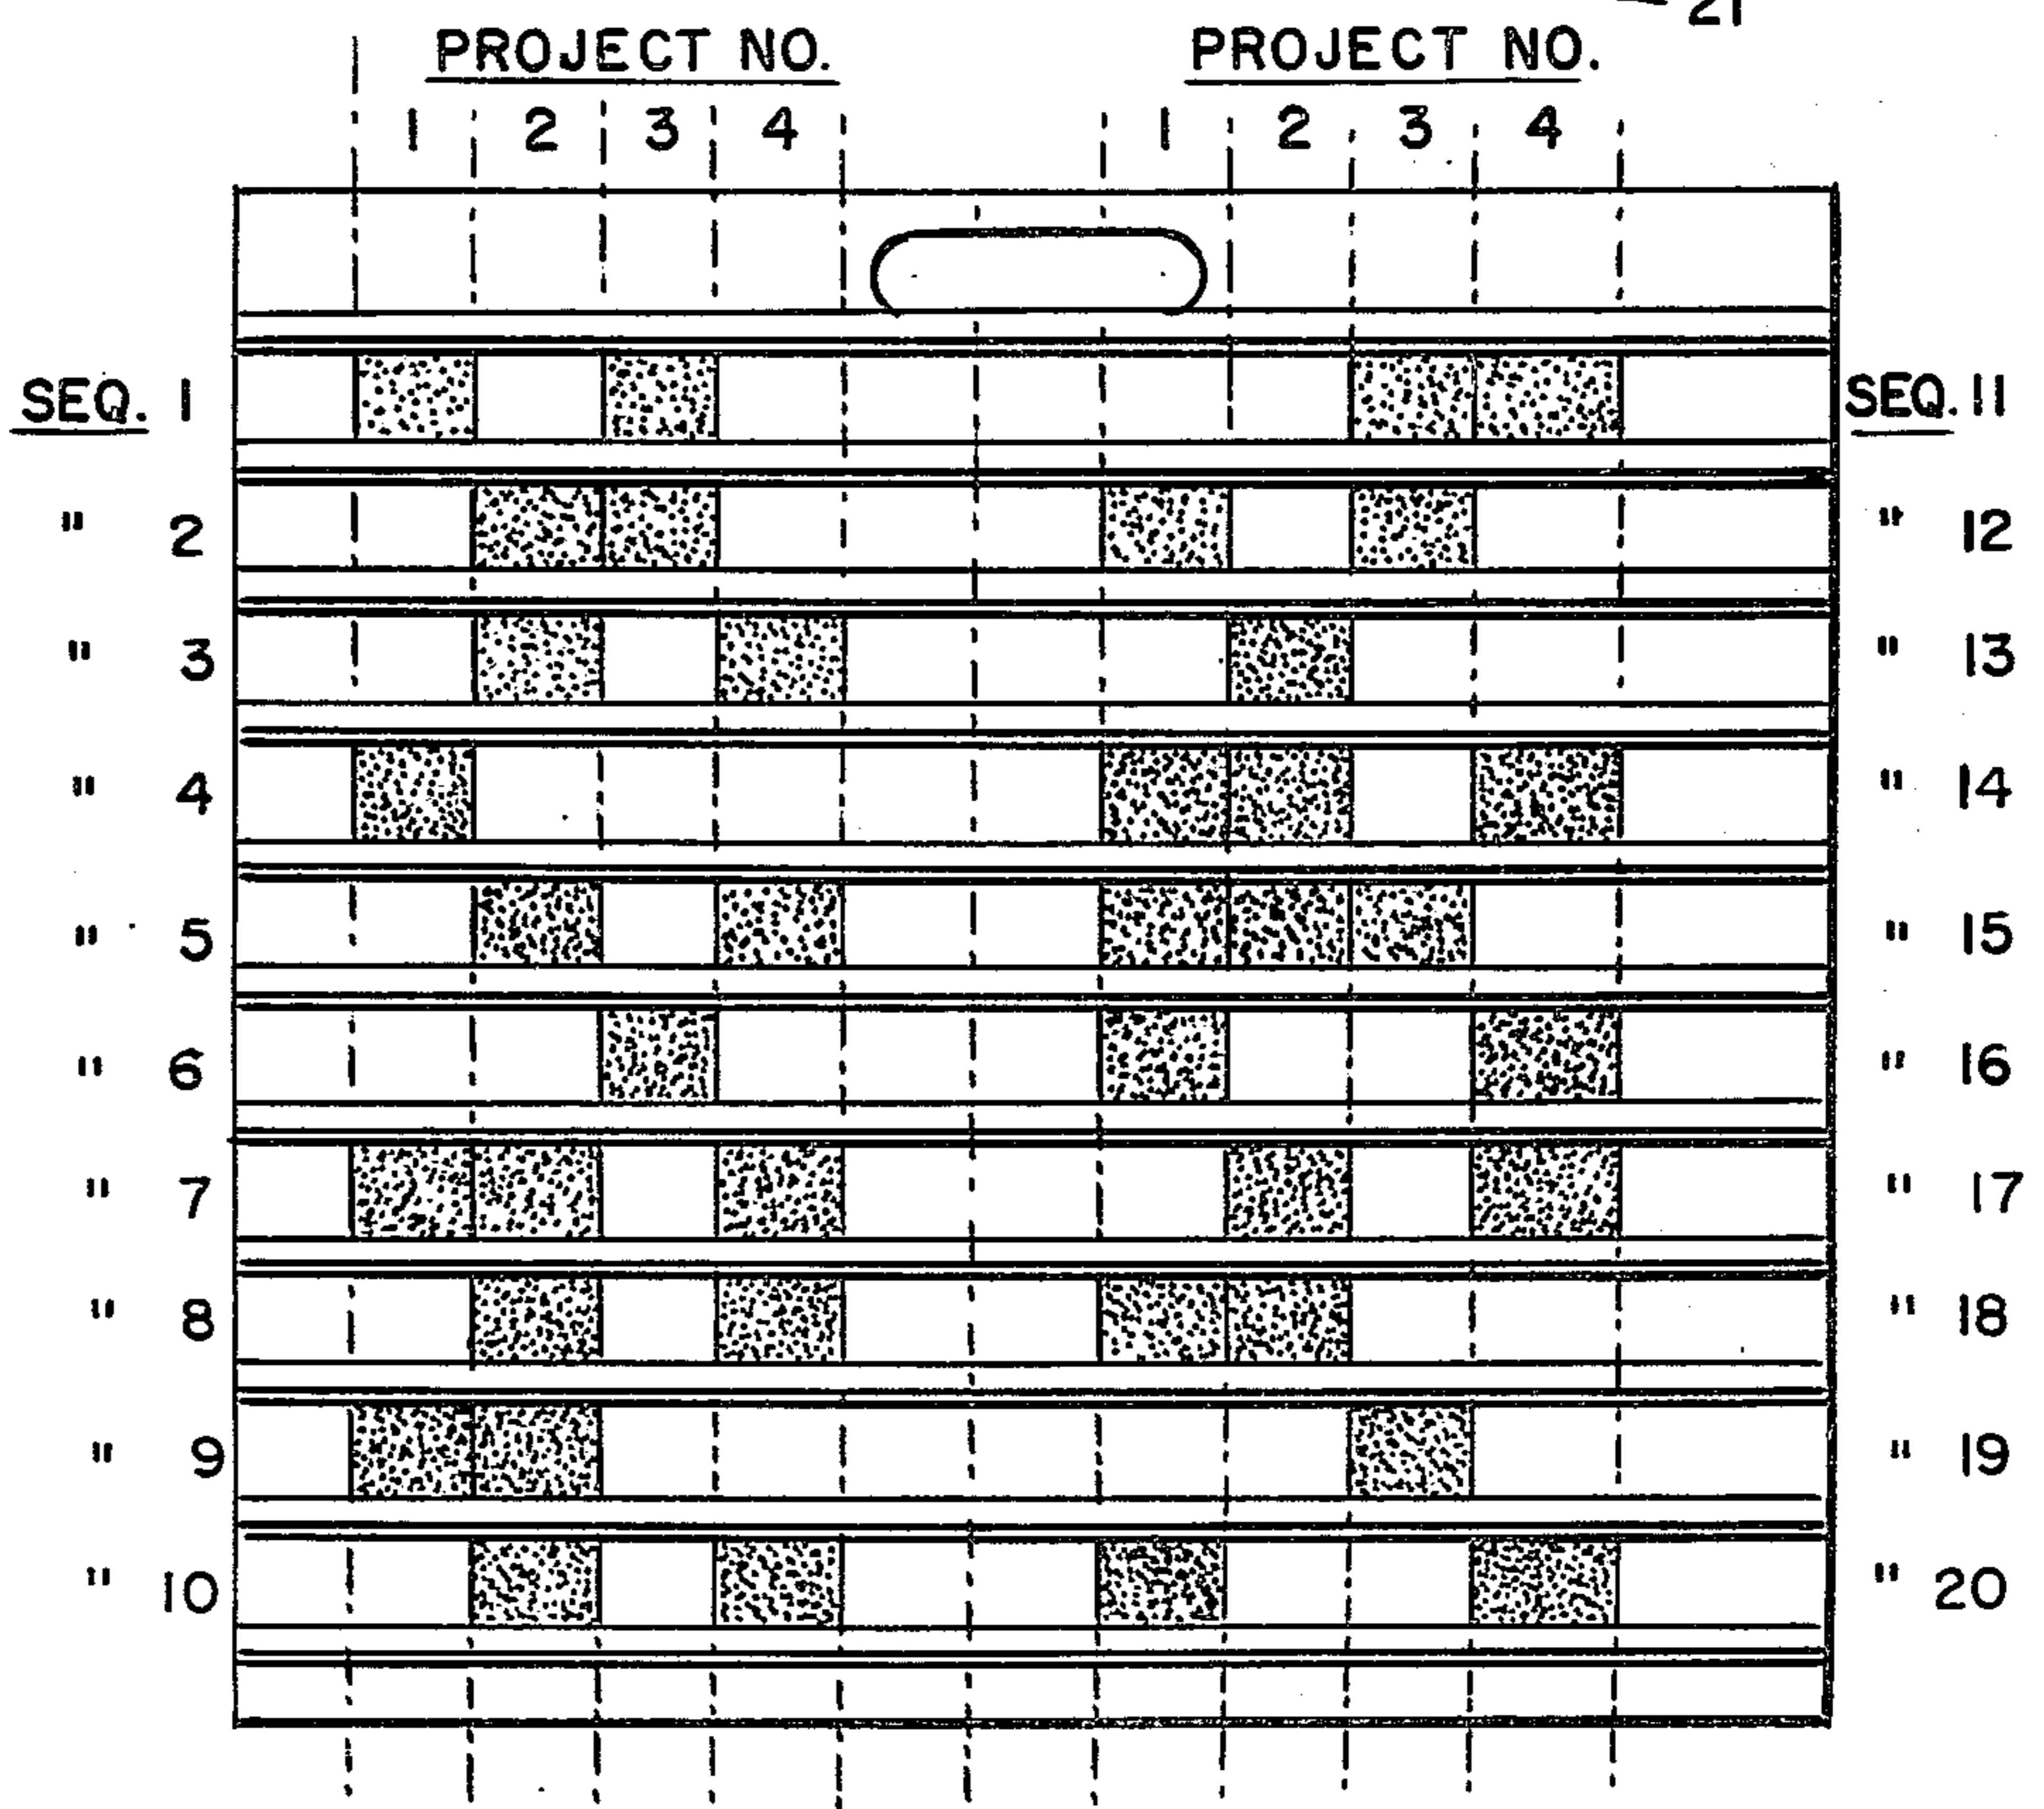 21
PROJECT NO. PROJECT NO.
1 2 3 4 1 2 3 4
SEQ. 1 SEQ. 11
" 2 " 12
" 3 " 13
" 4 " 14
" 5 " 15
" 6 " 16
" 7 " 17
" 8 " 18
" 9 " 19
" 10 " 20